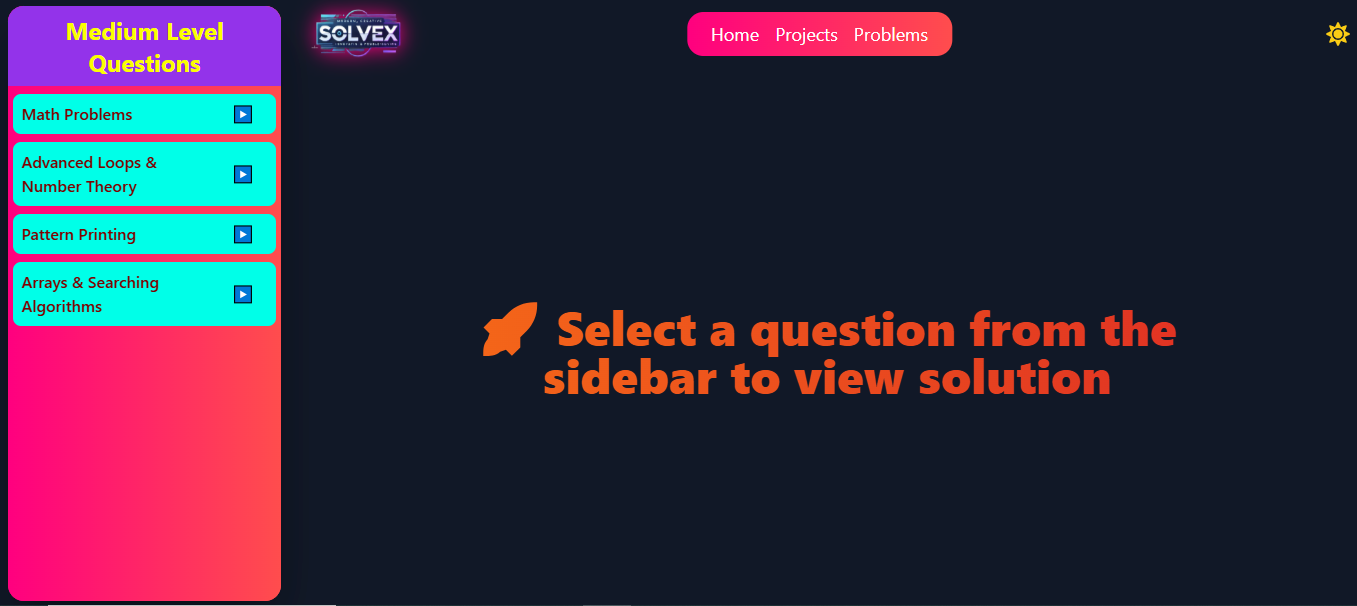 Medium Level
Questions
Math Problems
Advanced Loops &
Number Theory
Pattern Printing
Arrays & Searching
Algorithms
SOLVEX
Home Projects Problems
Select a question from the
sidebar to view solution